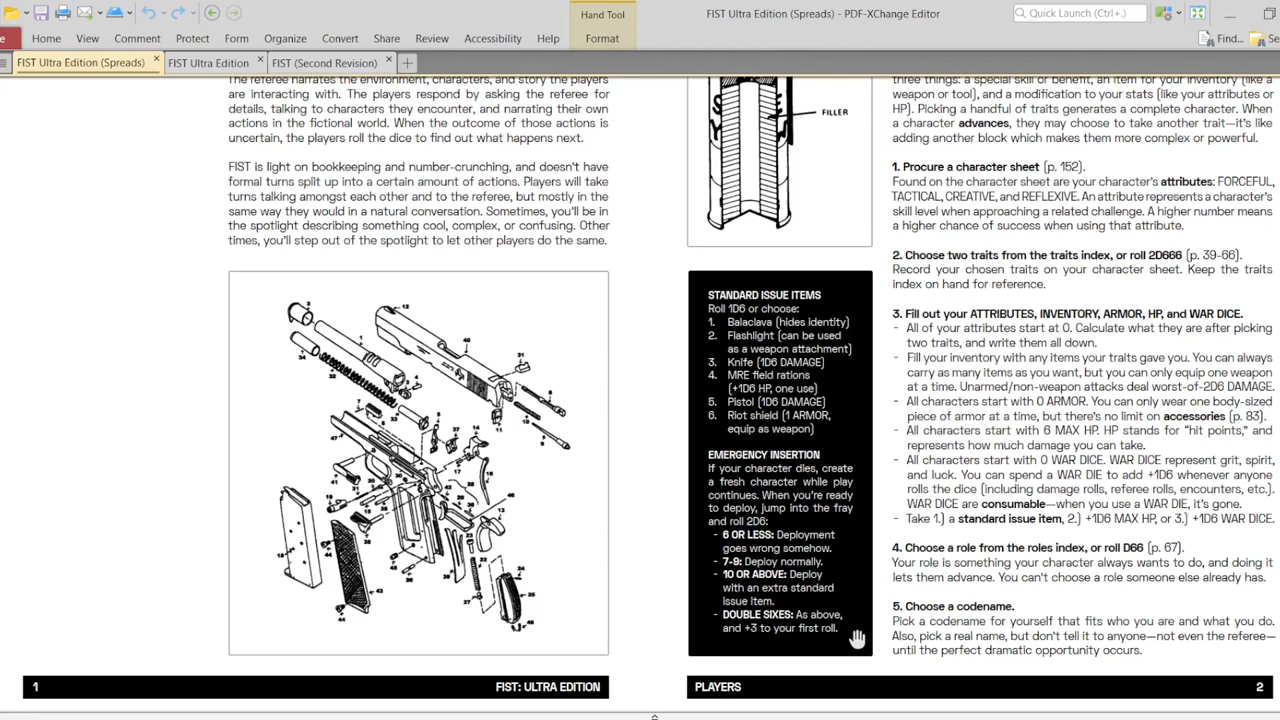 Hand Tool
FIST Ultra Edition (Spreads) - PDF-XChange Editor
Quick Launch (Ctrl+.)
Home View Comment Protect Form Organize Convert Share Review Accessibility Help Format
Find...
FIST Ultra Edition (Spreads) × FIST Ultra Edition × FIST (Second Revision) × +
The referee narrates the environment, characters, and story the players
are interacting with. The players respond by asking the referee for
details, talking to characters they encounter, and narrating their own
actions in the fictional world. When the outcome of those actions is
uncertain, the players roll the dice to find out what happens next.
FIST is light on bookkeeping and number-crunching, and doesn't have
formal turns split up into a certain amount of actions. Players will take
turns talking amongst each other and to the referee, but mostly in the
same way they would in a natural conversation. Sometimes, you'll be in
the spotlight describing something cool, complex, or confusing. Other
times, you'll step out of the spotlight to let other players do the same.
1 FIST: ULTRA EDITION
FILLER
STANDARD ISSUE ITEMS
Roll 1D6 or choose:
1. Balaclava (hides identity)
2. Flashlight (can be used
as a weapon attachment)
3. Knife (1D6 DAMAGE)
4. MRE field rations
(+1D6 HP, one use)
5. Pistol (1D6 DAMAGE)
6. Riot shield (1 ARMOR,
equip as weapon)
EMERGENCY INSERTION
If your character dies, create
a fresh character while play
continues. When you're ready
to deploy, jump into the fray
and roll 2D6:
- 6 OR LESS: Deployment
goes wrong somehow.
- 7-9: Deploy normally.
- 10 OR ABOVE: Deploy
with an extra standard
issue item.
- DOUBLE SIXES: As above,
and +3 to your first roll.
three things: a special skill or benefit, an item for your inventory (like a
weapon or tool), and a modification to your stats (like your attributes or
HP). Picking a handful of traits generates a complete character. When
a character advances, they may choose to take another trait—it's like
adding another block which makes them more complex or powerful.
1. Procure a character sheet (p. 152).
Found on the character sheet are your character's attributes: FORCEFUL,
TACTICAL, CREATIVE, and REFLEXIVE. An attribute represents a character's
skill level when approaching a related challenge. A higher number means
a higher chance of success when using that attribute.
2. Choose two traits from the traits index, or roll 2D666 (p. 39-66).
Record your chosen traits on your character sheet. Keep the traits
index on hand for reference.
3. Fill out your ATTRIBUTES, INVENTORY, ARMOR, HP, and WAR DICE.
- All of your attributes start at 0. Calculate what they are after picking
two traits, and write them all down.
- Fill your inventory with any items your traits gave you. You can always
carry as many items as you want, but you can only equip one weapon
at a time. Unarmed/non-weapon attacks deal worst-of-2D6 DAMAGE.
- All characters start with 0 ARMOR. You can only wear one body-sized
piece of armor at a time, but there's no limit on accessories (p. 83).
- All characters start with 6 MAX HP. HP stands for "hit points," and
represents how much damage you can take.
- All characters start with 0 WAR DICE. WAR DICE represent grit, spirit,
and luck. You can spend a WAR DIE to add +1D6 whenever anyone
rolls the dice (including damage rolls, referee rolls, encounters, etc.).
WAR DICE are consumable—when you use a WAR DIE, it's gone.
- Take 1.) a standard issue item, 2.) +1D6 MAX HP, or 3.) +1D6 WAR DICE.
4. Choose a role from the roles index, or roll D66 (p. 67).
Your role is something your character always wants to do, and doing it
lets them advance. You can't choose a role someone else already has.
5. Choose a codename.
Pick a codename for yourself that fits who you are and what you do.
Also, pick a real name, but don't tell it to anyone—not even the referee—
until the perfect dramatic opportunity occurs.
PLAYERS 2